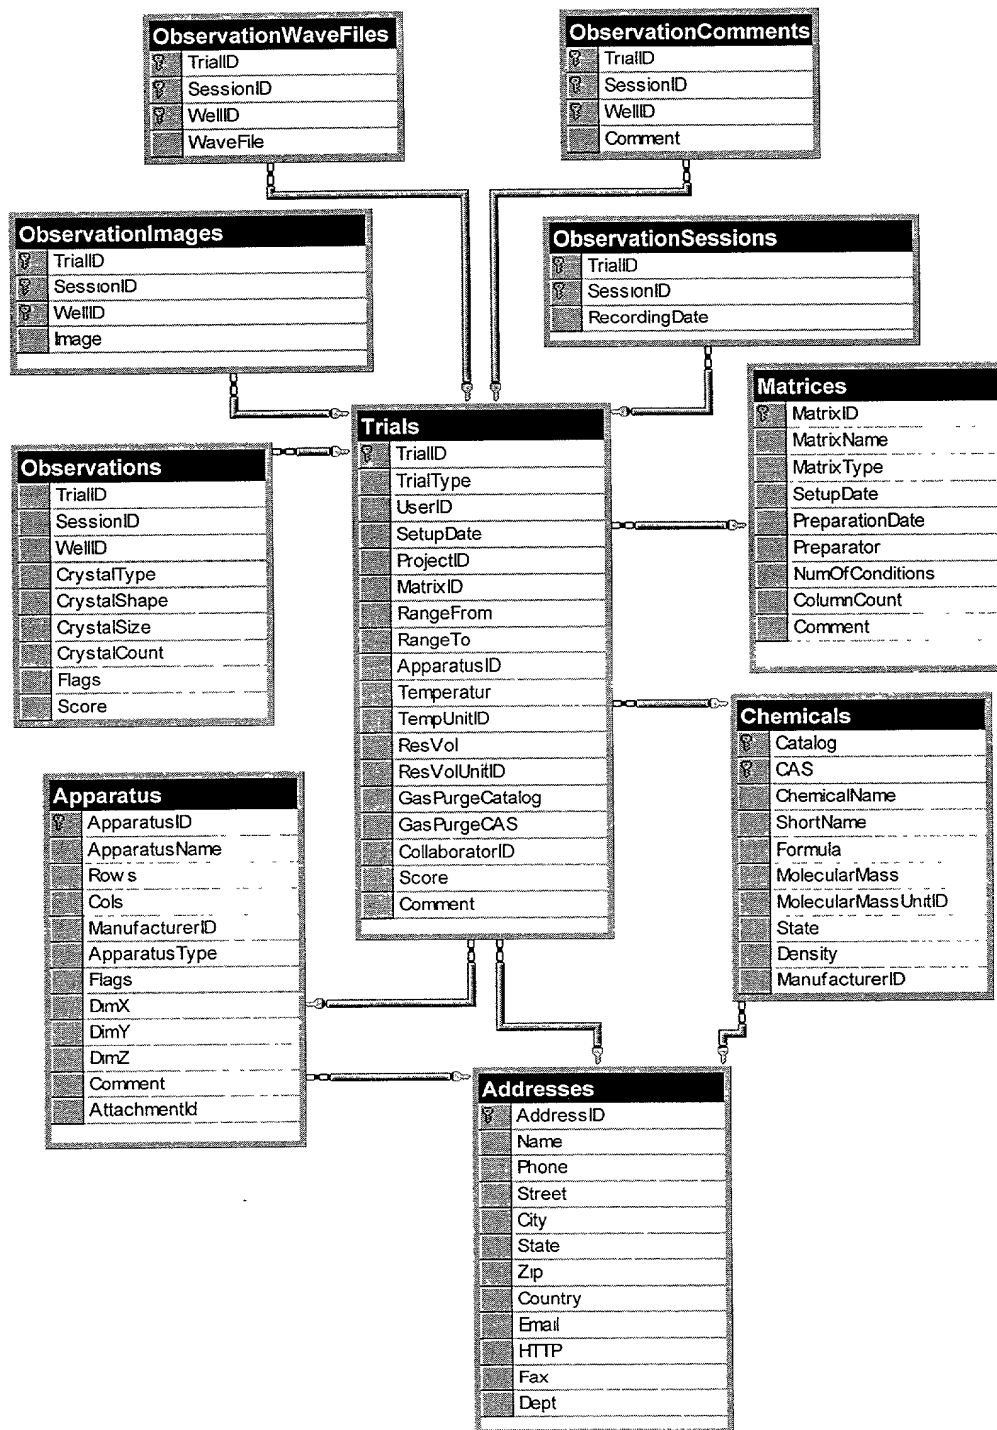 ObservationWaveFiles
TrialID
SessionID
WellID
WaveFile
ObservationComments
TrialID
SessionID
WellID
Comment
ObservationImages
TrialID
SessionID
WellID
Image
ObservationSessions
TrialID
SessionID
RecordingDate
Matrices
MatrixID
MatrixName
MatrixType
SetupDate
PreparationDate
Preparator
NumOfConditions
ColumnCount
Comment
Trials
TrialID
TrialType
UserID
SetupDate
ProjectID
MatrixID
RangeFrom
RangeTo
ApparatusID
Temperatur
TempUnitID
ResVol
ResVolUnitID
GasPurgeCatalog
GasPurgeCAS
CollaboratorID
Score
Comment
Observations
TrialID
SessionID
WellID
CrystalType
CrystalShape
CrystalSize
CrystalCount
Flags
Score
Chemicals
Catalog
CAS
ChemicalName
ShortName
Formula
MolecularMass
MolecularMassUnitID
State
Density
ManufacturerID
Apparatus
ApparatusID
ApparatusName
Rows
Cols
ManufacturerID
ApparatusType
Flags
DimX
DimY
DimZ
Comment
AttachmentId
Addresses
AddressID
Name
Phone
Street
City
State
Zip
Country
Email
HTTP
Fax
Dept